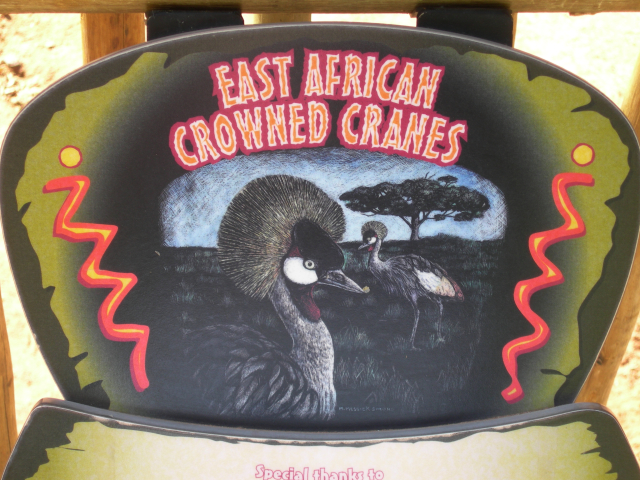 EAST AFRICAN
CROWNED CRANES
Special thanks to